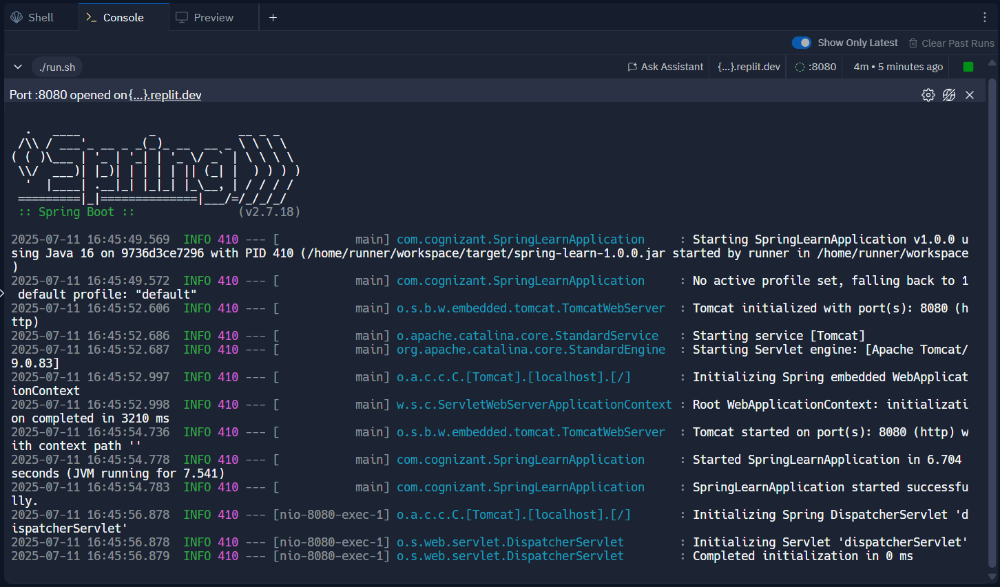 Shell
Console
Preview
+
Show Only Latest
Clear Past Runs
./run.sh
Ask Assistant
{...}.replit.dev
:8080
4m • 5 minutes ago
Port :8080 opened on {...}.replit.dev
  .   ____          _            __ _ _
 /\\ / ___'_ __ _ _(_)_ __  __ _ \ \ \ \
( ( )\___ | '_ | '_| | '_ \/ _` | \ \ \ \
 \\/  ___)| |_)| | | | | || (_| |  ) ) ) )
  '  |____| .__|_| |_|_| |_\__, | / / / /
 =========|_|==============|___/=/_/_/_/
 :: Spring Boot ::               (v2.7.18)
2025-07-11 16:45:49.569  INFO 410 --- [           main] com.cognizant.SpringLearnApplication     : Starting SpringLearnApplication v1.0.0 u
sing Java 16 on 9736d3ce7296 with PID 410 (/home/runner/workspace/target/spring-learn-1.0.0.jar started by runner in /home/runner/workspace
)
2025-07-11 16:45:49.572  INFO 410 --- [           main] com.cognizant.SpringLearnApplication     : No active profile set, falling back to 1
 default profile: "default"
2025-07-11 16:45:52.606  INFO 410 --- [           main] o.s.b.w.embedded.tomcat.TomcatWebServer  : Tomcat initialized with port(s): 8080 (h
ttp)
2025-07-11 16:45:52.686  INFO 410 --- [           main] o.apache.catalina.core.StandardService   : Starting service [Tomcat]
2025-07-11 16:45:52.687  INFO 410 --- [           main] org.apache.catalina.core.StandardEngine  : Starting Servlet engine: [Apache Tomcat/
9.0.83]
2025-07-11 16:45:52.997  INFO 410 --- [           main] o.a.c.c.C.[Tomcat].[localhost].[/]       : Initializing Spring embedded WebApplicat
ionContext
2025-07-11 16:45:52.998  INFO 410 --- [           main] w.s.c.ServletWebServerApplicationContext : Root WebApplicationContext: initializati
on completed in 3210 ms
2025-07-11 16:45:54.736  INFO 410 --- [           main] o.s.b.w.embedded.tomcat.TomcatWebServer  : Tomcat started on port(s): 8080 (http) w
ith context path ''
2025-07-11 16:45:54.778  INFO 410 --- [           main] com.cognizant.SpringLearnApplication     : Started SpringLearnApplication in 6.704
seconds (JVM running for 7.541)
2025-07-11 16:45:54.783  INFO 410 --- [           main] com.cognizant.SpringLearnApplication     : SpringLearnApplication started successfu
lly.
2025-07-11 16:45:56.878  INFO 410 --- [nio-8080-exec-1] o.a.c.c.C.[Tomcat].[localhost].[/]       : Initializing Spring DispatcherServlet 'd
ispatcherServlet'
2025-07-11 16:45:56.878  INFO 410 --- [nio-8080-exec-1] o.s.web.servlet.DispatcherServlet        : Initializing Servlet 'dispatcherServlet'
2025-07-11 16:45:56.879  INFO 410 --- [nio-8080-exec-1] o.s.web.servlet.DispatcherServlet        : Completed initialization in 0 ms